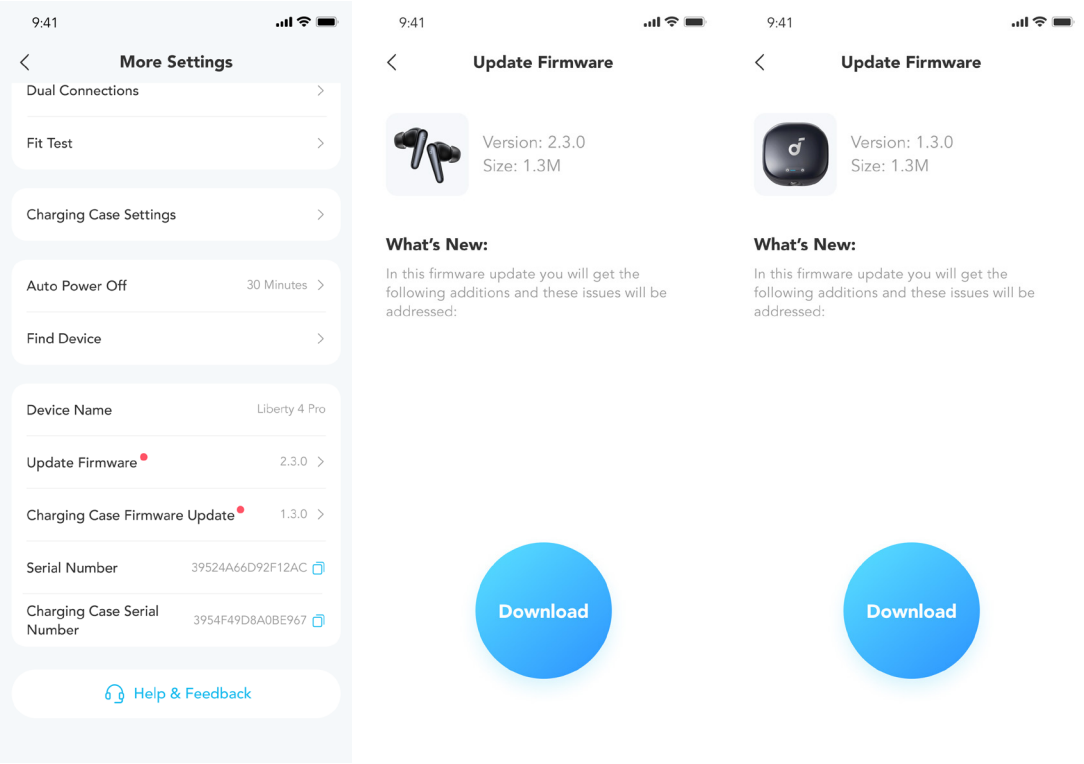 9:41
More Settings
Dual Connections
Fit Test
Charging Case Settings
Auto Power Off 30 Minutes
Find Device
Device Name Liberty 4 Pro
Update Firmware 2.3.0
Charging Case Firmware Update 1.3.0
Serial Number 39524A66D92F12AC
Charging Case Serial
Number 3954F49D8A0BE967
Help & Feedback
9:41
Update Firmware
Version: 2.3.0
Size: 1.3M
What's New:
In this firmware update you will get the
following additions and these issues will be
addressed:
Download
9:41
Update Firmware
Version: 1.3.0
Size: 1.3M
What's New:
In this firmware update you will get the
following additions and these issues will be
addressed:
Download